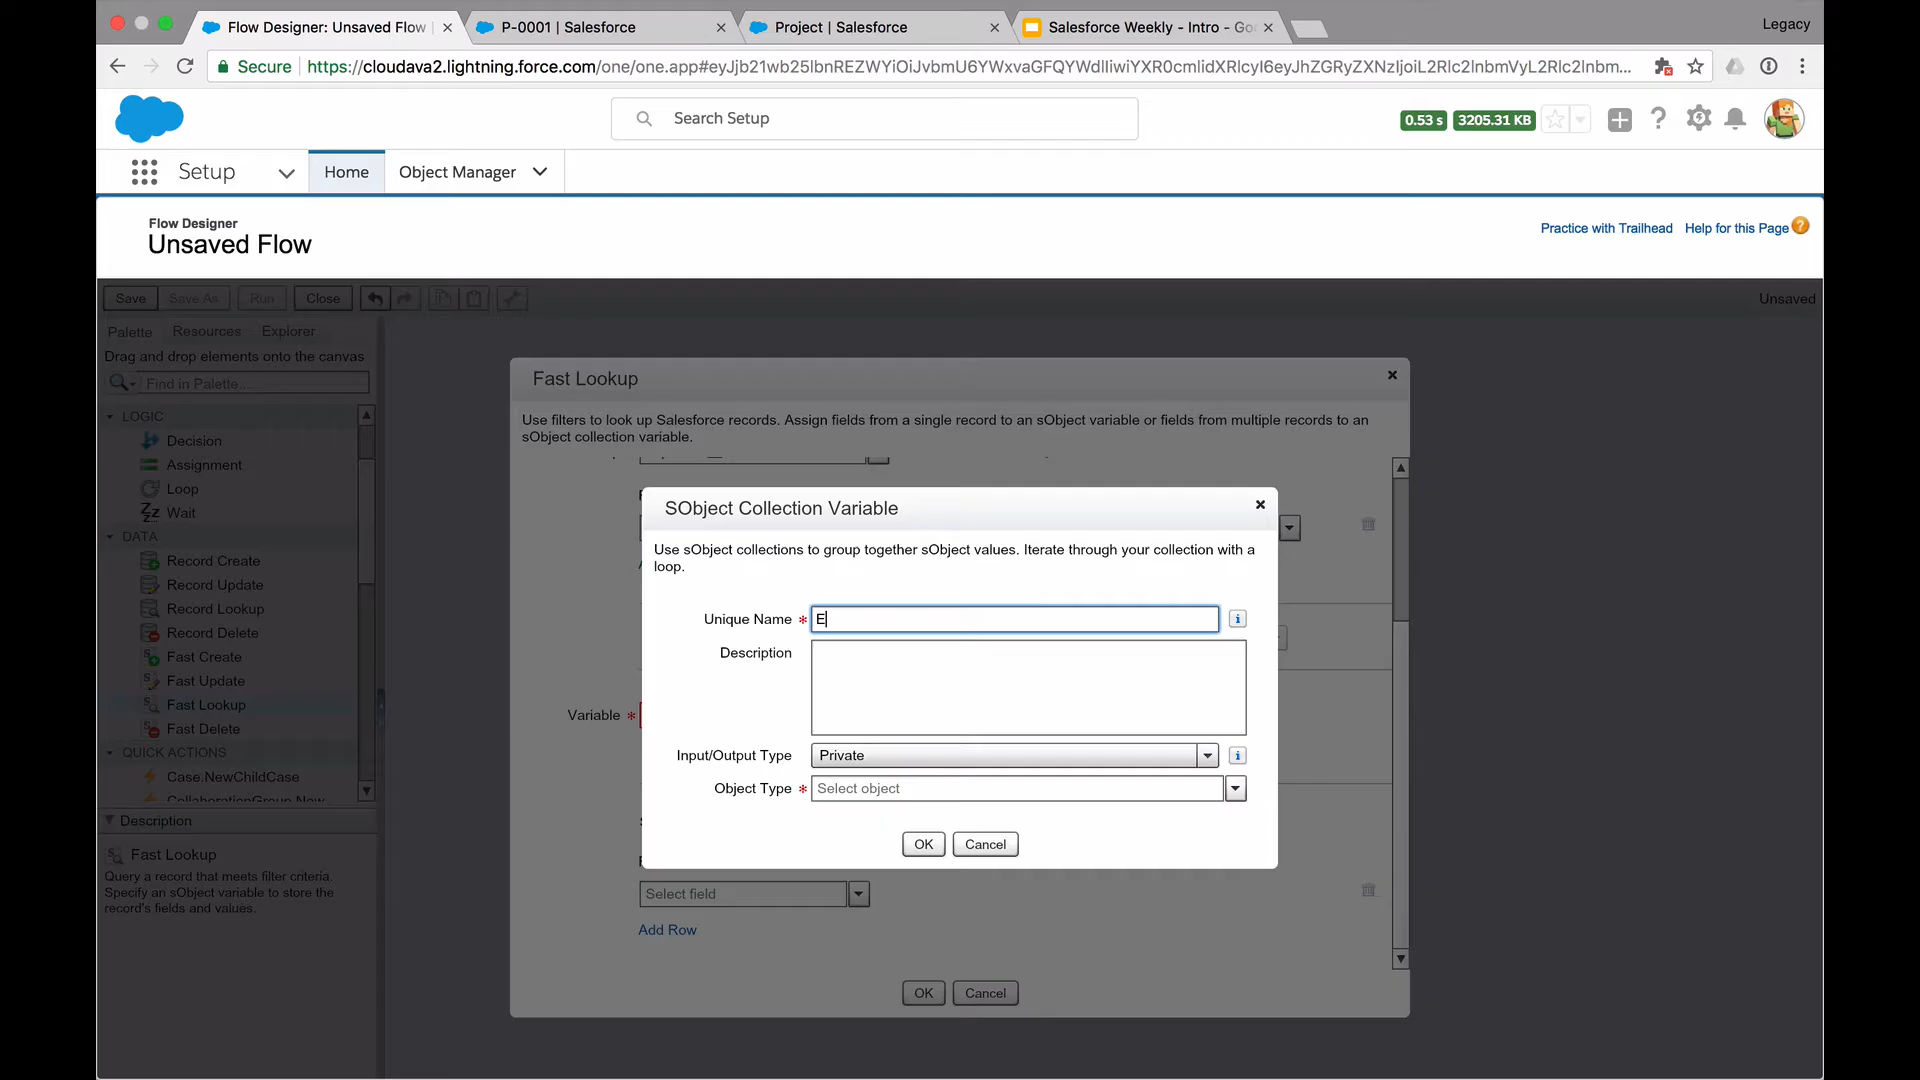 Flow Designer: Unsaved Flow
P-0001 | Salesforce
Project | Salesforce
Salesforce Weekly - Intro - Go
Legacy
Secure
https://cloudava2.lightning.force.com/one/one.app#eyJjb21wb25lbnREZWYiOiJvbmU6YWxvaGFQYWdlIiwiYXR0cmlidXRlcyI6eyJhZGRyZXNzIjoiL2Rlc2lnbmVyL2Rlc2lnbm...
Search Setup
0.53 s
3205.31 KB
Setup
Home
Object Manager
Flow Designer
Unsaved Flow
Practice with Trailhead
Help for this Page
Save
Save As
Run
Close
Unsaved
Palette
Resources
Explorer
Drag and drop elements onto the canvas
Find in Palette...
LOGIC
Decision
Assignment
Loop
Wait
DATA
Record Create
Record Update
Record Lookup
Record Delete
Fast Create
Fast Update
Fast Lookup
Fast Delete
QUICK ACTIONS
Case.NewChildCase
CollaborationGroup.New
Description
Fast Lookup
Query a record that meets filter criteria.
Specify an sObject variable to store the
record's fields and values.
Fast Lookup
Use filters to look up Salesforce records. Assign fields from a single record to an sObject variable or fields from multiple records to an
sObject collection variable.
Variable *
Select field
Add Row
OK
Cancel
SObject Collection Variable
Use sObject collections to group together sObject values. Iterate through your collection with a
loop.
Unique Name *
E
Description
Input/Output Type
Private
Object Type *
Select object
OK
Cancel